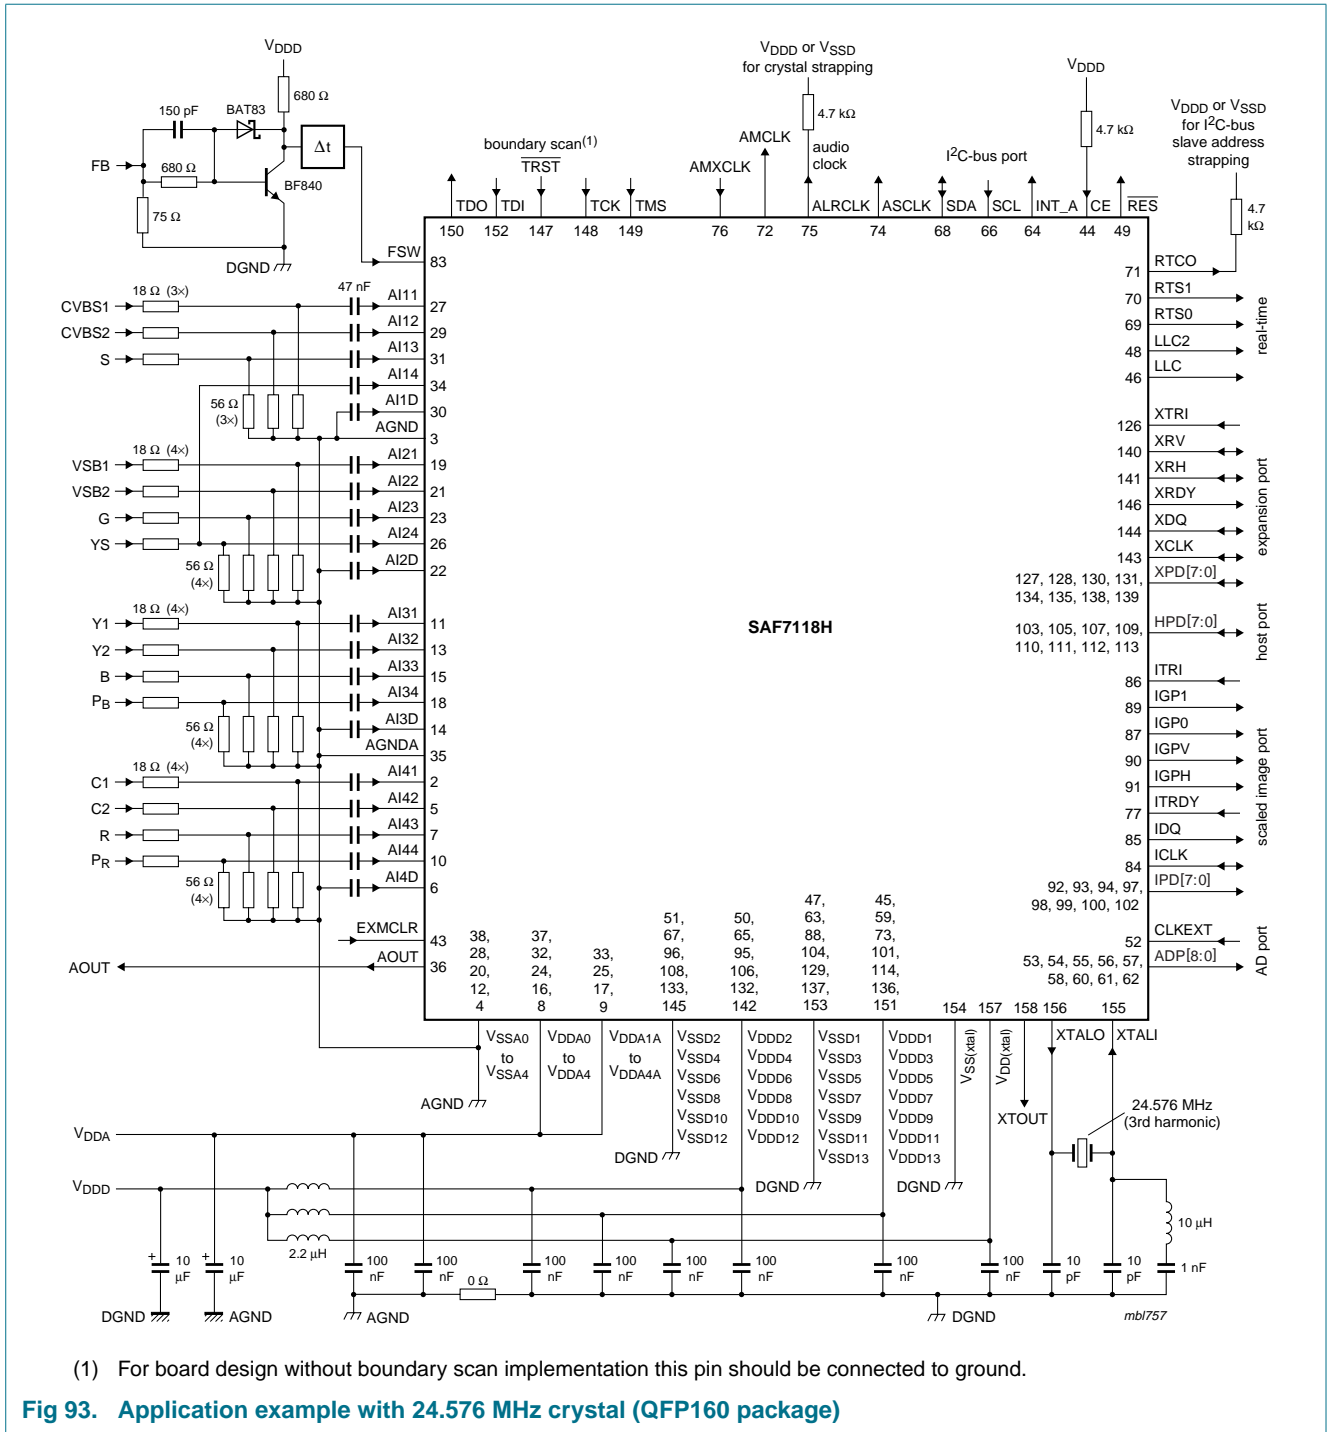 VDDD
680 Ω
150 pF
BAT83
Δt
FB
680 Ω
BF840
75 Ω
DGND
VDDD or VSSD
for crystal strapping
4.7 kΩ
audio
clock
AMCLK
AMXCLK
boundary scan(1)
TRST
I2C-bus port
VDDD
4.7 kΩ
VDDD or VSSD
for I2C-bus
slave address
strapping
4.7
kΩ
TDO TDI TCK TMS ALRCLK ASCLK SDA SCL INT_A CE RES
150 152 147 148 149 76 72 75 74 68 66 64 44 49
FSW 83
CVBS1 18 Ω (3×) 47 nF AI11 27
CVBS2 AI12 29
S AI13 31
AI14 34
56 Ω
(3×)
AI1D 30
AGND 3
VSB1 18 Ω (4×) AI21 19
VSB2 AI22 21
G AI23 23
YS AI24 26
56 Ω
(4×)
AI2D 22
Y1 18 Ω (4×) AI31 11
Y2 AI32 13
B AI33 15
PB AI34 18
56 Ω
(4×)
AI3D 14
AGNDA 35
C1 18 Ω (4×) AI41 2
C2 AI42 5
R AI43 7
PR AI44 10
56 Ω
(4×)
AI4D 6
EXMCLR 43
AOUT AOUT 36
SAF7118H
71 RTCO
70 RTS1
69 RTS0
48 LLC2
46 LLC
real-time
126 XTRI
140 XRV
141 XRH
146 XRDY
144 XDQ
143 XCLK
127, 128, 130, 131,
134, 135, 138, 139
XPD[7:0]
expansion port
103, 105, 107, 109,
110, 111, 112, 113
HPD[7:0]
host port
86 ITRI
89 IGP1
87 IGP0
90 IGPV
91 IGPH
77 ITRDY
85 IDQ
84 ICLK
92, 93, 94, 97,
98, 99, 100, 102
IPD[7:0]
scaled image port
52 CLKEXT
53, 54, 55, 56, 57,
58, 60, 61, 62
ADP[8:0]
AD port
38,
28,
20,
12,
4
37,
32,
24,
16,
8
33,
25,
17,
9
51,
67,
96,
108,
133,
145
50,
65,
95,
106,
132,
142
47,
63,
88,
104,
129,
137,
153
45,
59,
73,
101,
114,
136,
151
154 157 158 156 155
VSSA0
to
VSSA4
VDDA0
to
VDDA4
VDDA1A
to
VDDA4A
VSSD2
VSSD4
VSSD6
VSSD8
VSSD10
VSSD12
VDDD2
VDDD4
VDDD6
VDDD8
VDDD10
VDDD12
VSSD1
VSSD3
VSSD5
VSSD7
VSSD9
VSSD11
VSSD13
VDDD1
VDDD3
VDDD5
VDDD7
VDDD9
VDDD11
VDDD13
VSS(xtal)
VDD(xtal)
XTOUT
XTALO
XTALI
AGND
DGND
DGND
DGND
24.576 MHz
(3rd harmonic)
VDDA
VDDD
2.2 μH
10 μH
+ 10
μF
+ 10
μF
100
nF
100
nF
100
nF
100
nF
100
nF
100
nF
100
nF
100
nF
10
pF
10
pF
1 nF
0 Ω
DGND
AGND
AGND
DGND
mbl757
(1) For board design without boundary scan implementation this pin should be connected to ground.
Fig 93. Application example with 24.576 MHz crystal (QFP160 package)